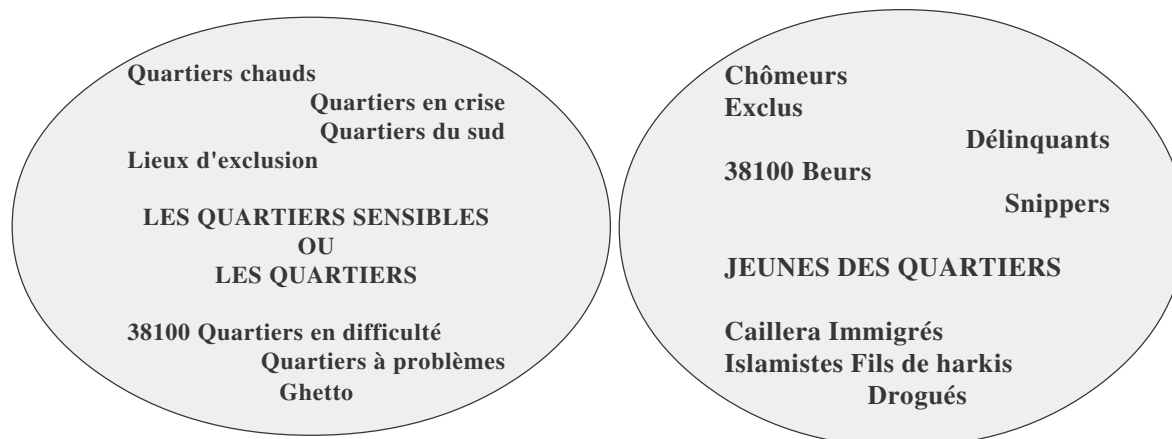 Quartiers chauds
Quartiers en crise
Quartiers du sud
Lieux d'exclusion
LES QUARTIERS SENSIBLES
OU
LES QUARTIERS
38100 Quartiers en difficulté
Quartiers à problèmes
Ghetto
Chômeurs
Exclus
Délinquants
38100 Beurs
Snippers
JEUNES DES QUARTIERS
Caillera Immigrés
Islamistes Fils de harkis
Drogués